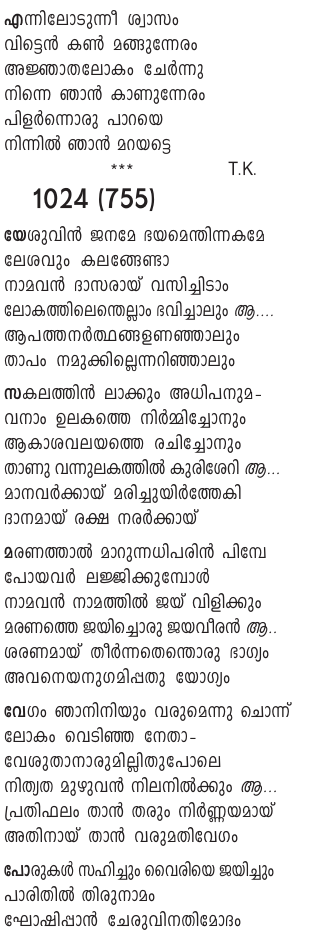 എന്നിലോടുന്നീ ശ്വാസം
വിട്ടെൻ കൺ മങ്ങുന്നേരം
അജ്ഞാതലോകം ചേർന്നു
നിന്നെ ഞാൻ കാണുന്നേരം
പിളർന്നൊരു പാറയെ
നിന്നിൽ ഞാൻ മറയട്ടെ
*** T.K.
1024 (755)
യേശുവിൻ ജനമേ ഭയമെന്തിന്നകമേ
ലേശവും കലങ്ങേണ്ടാ
നാമവൻ ദാസരായ് വസിച്ചിടാം
ലോകത്തിലെന്തെല്ലാം ഭവിച്ചാലും ആ....
ആപത്തനർത്ഥങ്ങളണഞ്ഞാലും
താപം നമുക്കില്ലെന്നറിഞ്ഞാലും
സകലത്തിൻ ലാക്കും അധിപനുമ-
വനാം ഉലകത്തെ നിർമ്മിച്ചോനും
ആകാശവലയത്തെ രചിച്ചോനും
താണു വന്നുലകത്തിൽ കുരിശേറി ആ...
മാനവർക്കായ് മരിച്ചുയിർത്തേകി
ദാനമായ് രക്ഷ നരർക്കായ്
മരണത്താൽ മാറുന്നധിപരിൻ പിമ്പേ
പോയവർ ലജ്ജിക്കുമ്പോൾ
നാമവൻ നാമത്തിൽ ജയ് വിളിക്കും
മരണത്തെ ജയിച്ചൊരു ജയവീരൻ ആ..
ശരണമായ് തീർന്നതെന്തൊരു ഭാഗ്യം
അവനെയനുഗമിപ്പതു യോഗ്യം
വേഗം ഞാനിനിയും വരുമെന്നു ചൊന്ന്
ലോകം വെടിഞ്ഞ നേതാ-
വേശുതാനാരുമില്ലിതുപോലെ
നിത്യത മുഴുവൻ നിലനിൽക്കും ആ...
പ്രതിഫലം താൻ തരും നിർണ്ണയമായ്
അതിനായ് താൻ വരുമതിവേഗം
പോരുകൾ സഹിച്ചും വൈരിയെ ജയിച്ചും
പാരിതിൽ തിരുനാമം
ഘോഷിപ്പാൻ ചേരുവിനതിമോദം